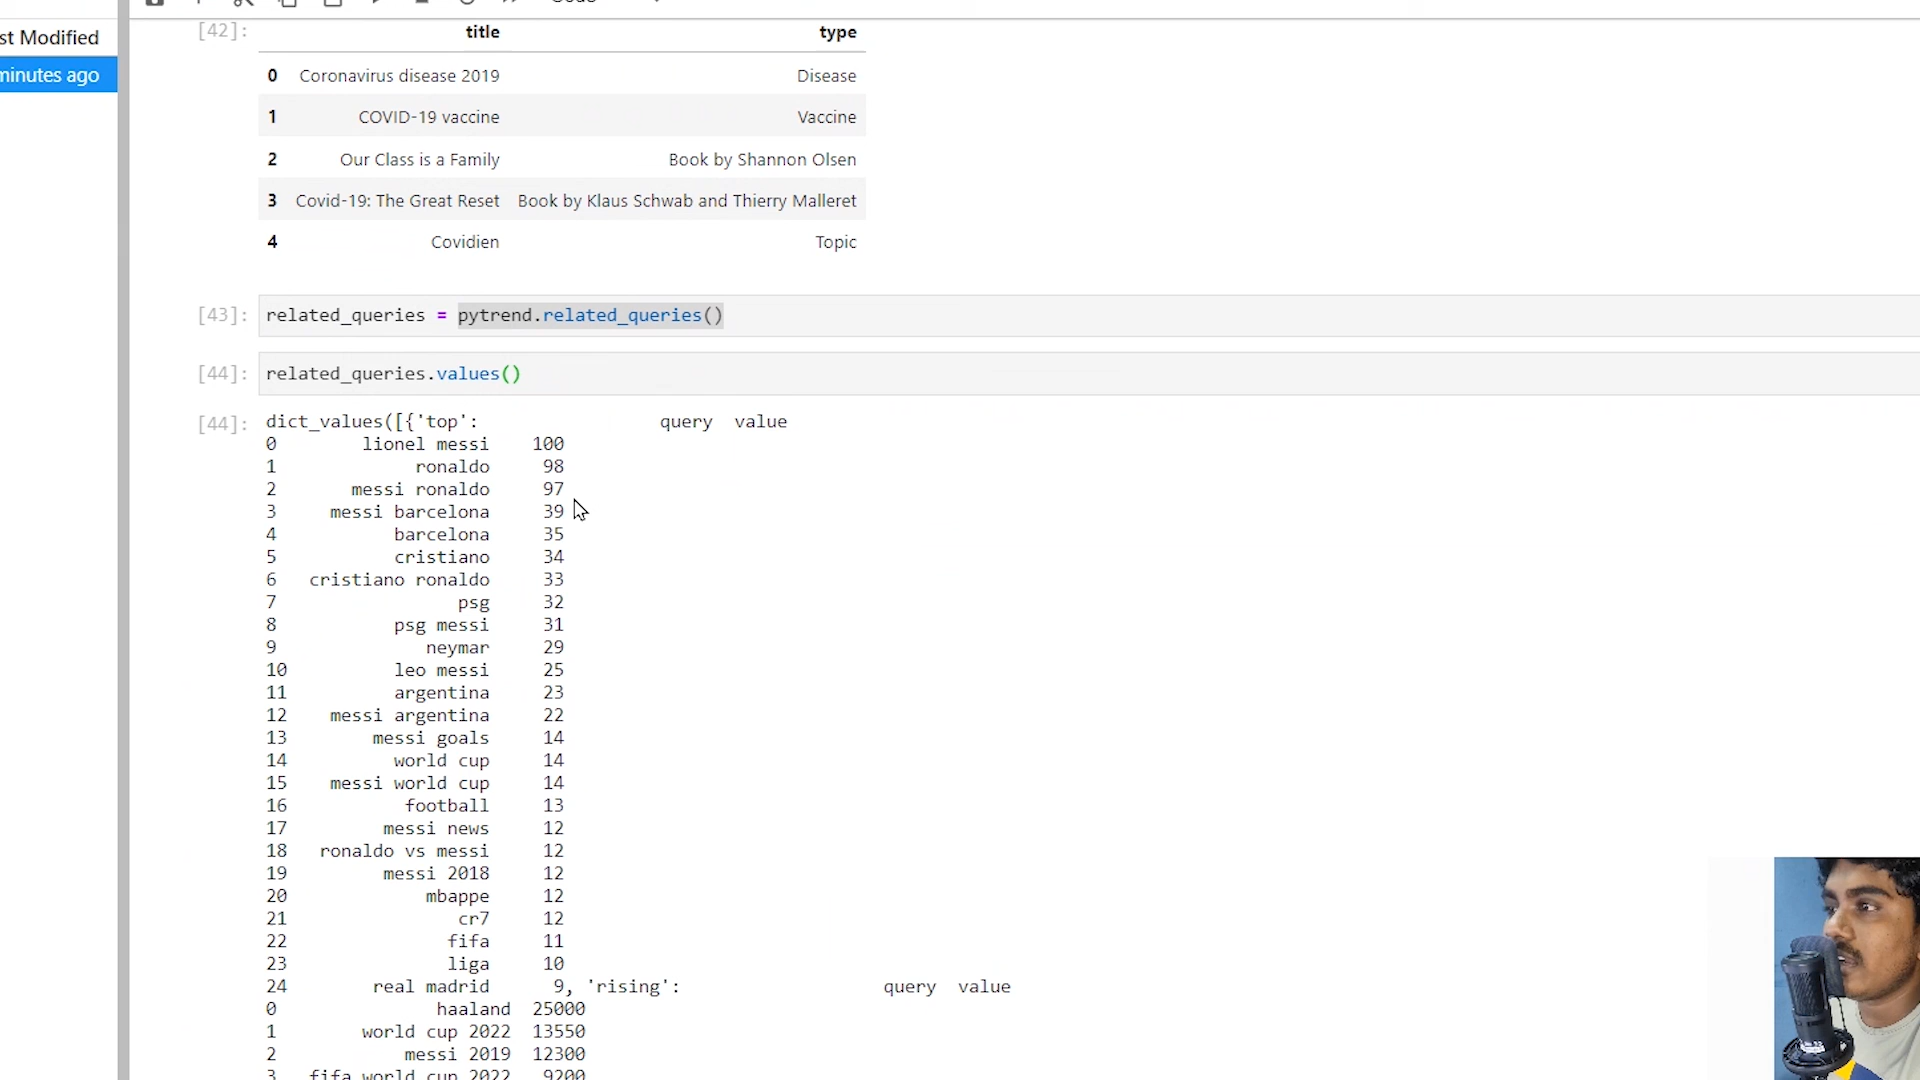 Code
st Modified
minutes ago
[42]:
title type
0 Coronavirus disease 2019 Disease
1 COVID-19 vaccine Vaccine
2 Our Class is a Family Book by Shannon Olsen
3 Covid-19: The Great Reset Book by Klaus Schwab and Thierry Malleret
4 Covidien Topic
[43]: related_queries = pytrend.related_queries()
[44]: related_queries.values()
[44]: dict_values([{'top': query value
0 lionel messi 100
1 ronaldo 98
2 messi ronaldo 97
3 messi barcelona 39
4 barcelona 35
5 cristiano 34
6 cristiano ronaldo 33
7 psg 32
8 psg messi 31
9 neymar 29
10 leo messi 25
11 argentina 23
12 messi argentina 22
13 messi goals 14
14 world cup 14
15 messi world cup 14
16 football 13
17 messi news 12
18 ronaldo vs messi 12
19 messi 2018 12
20 mbappe 12
21 cr7 12
22 fifa 11
23 liga 10
24 real madrid 9, 'rising': query value
0 haaland 25000
1 world cup 2022 13550
2 messi 2019 12300
3 fifa world cup 2022 9200